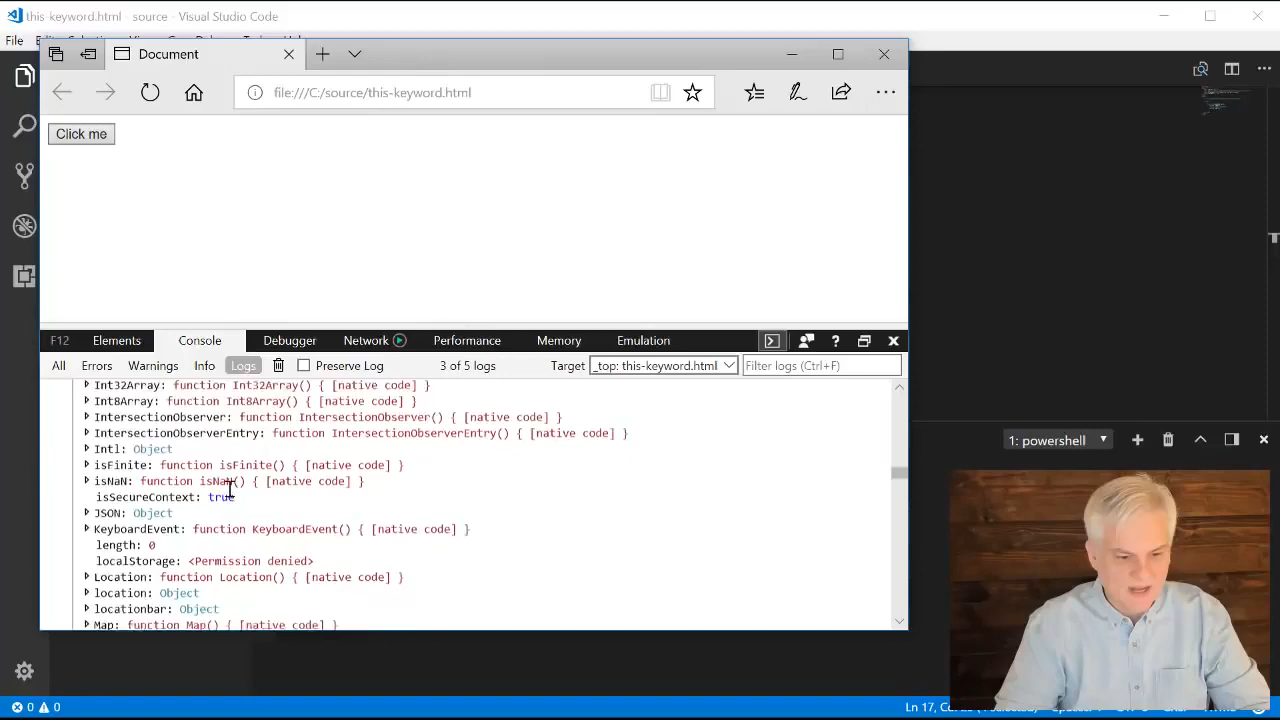 this-keyword.html - source - Visual Studio Code
File
Document
file:///C:/source/this-keyword.html
Click me
F12 Elements Console Debugger Network Performance Memory Emulation
All Errors Warnings Info Logs Preserve Log 3 of 5 logs Target _top: this-keyword.html Filter logs (Ctrl+F)
Int32Array: function Int32Array() { [native code] }
Int8Array: function Int8Array() { [native code] }
IntersectionObserver: function IntersectionObserver() { [native code] }
IntersectionObserverEntry: function IntersectionObserverEntry() { [native code] }
Intl: Object
isFinite: function isFinite() { [native code] }
isNaN: function isNaN() { [native code] }
isSecureContext: true
JSON: Object
KeyboardEvent: function KeyboardEvent() { [native code] }
length: 0
localStorage: <Permission denied>
Location: function Location() { [native code] }
location: Object
locationbar: Object
Map: function Map() { [native code] }
1: powershell
0 0
Ln 17,